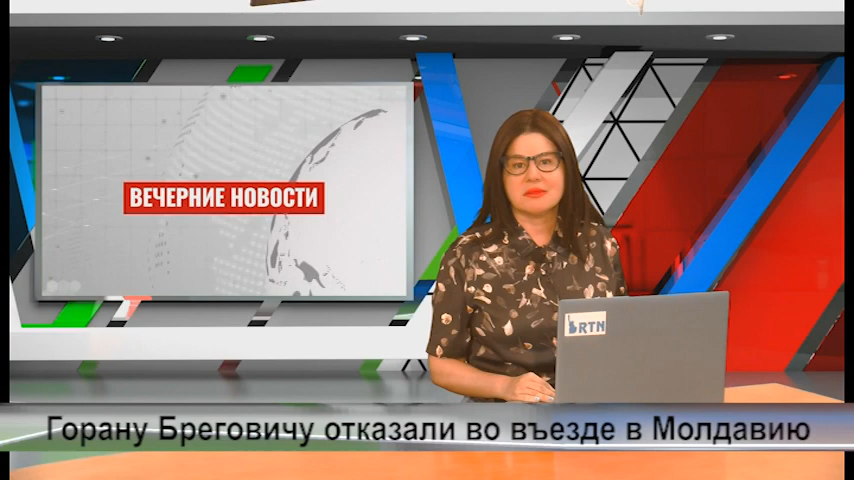 ВЕЧЕРНИЕ НОВОСТИ
RTN
Горану Бреговичу отказали во въезде в Молдавию